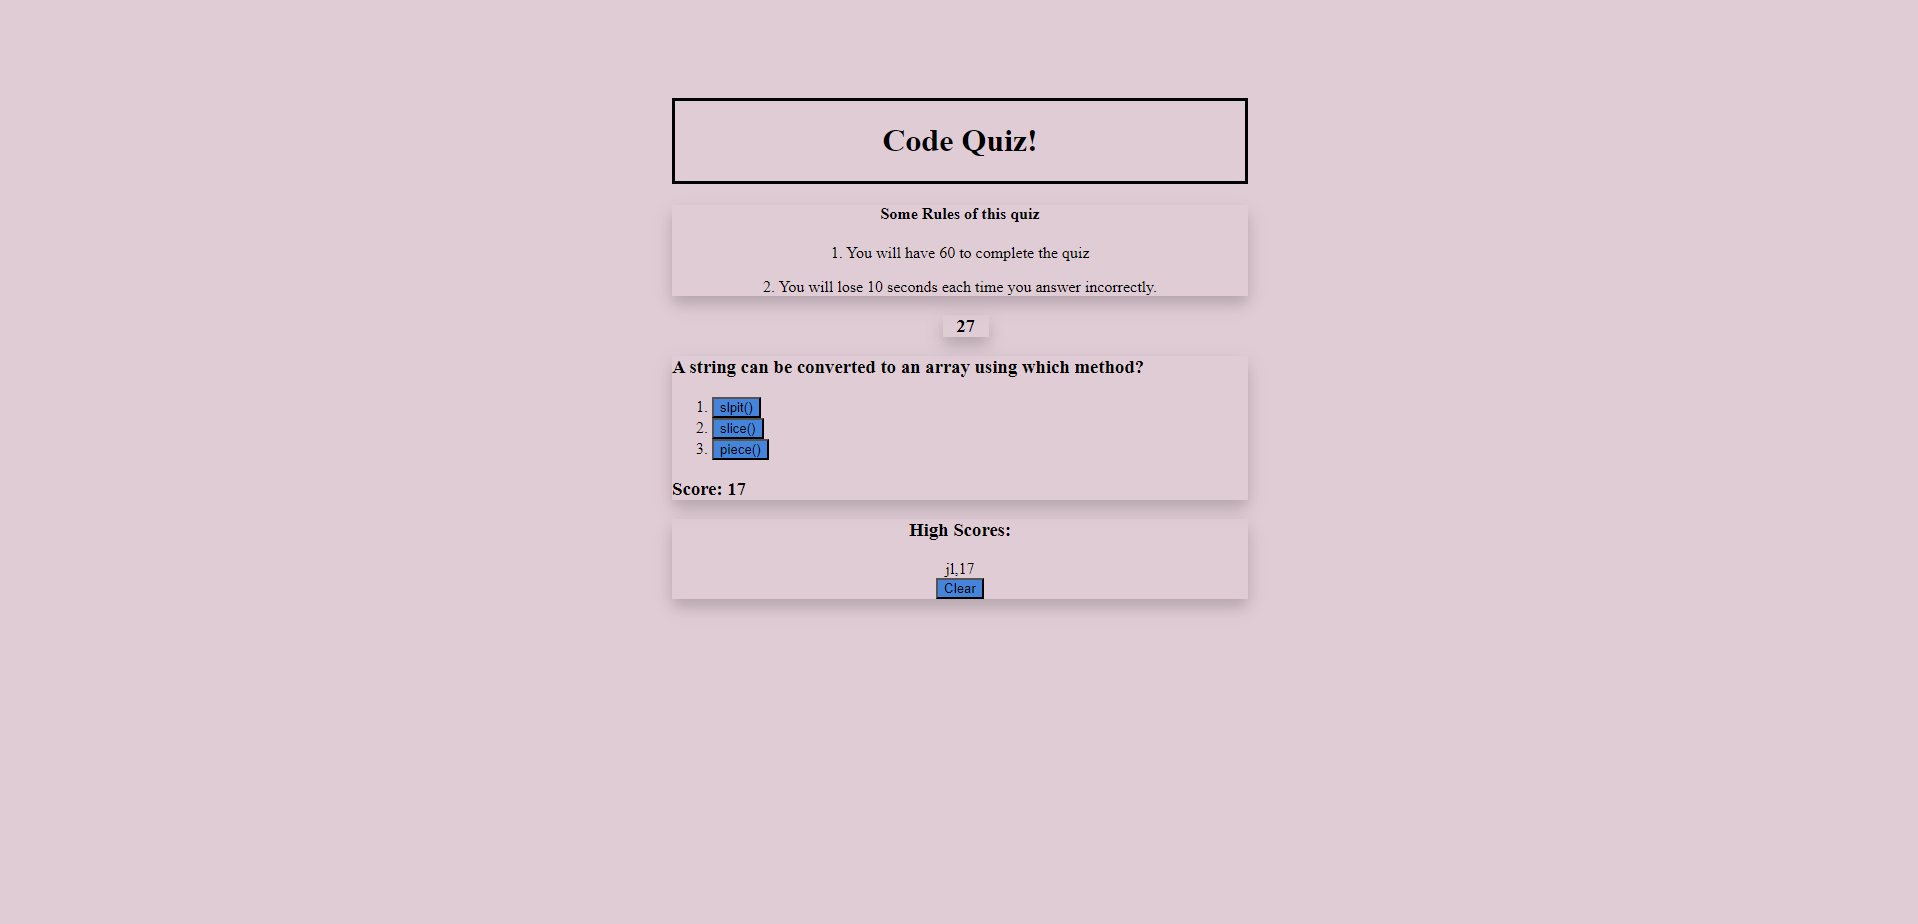 Code Quiz!
Some Rules of this quiz
1. You will have 60 to complete the quiz
2. You will lose 10 seconds each time you answer incorrectly.
27
A string can be converted to an array using which method?
1. slpit()
2. slice()
3. piece()
Score: 17
High Scores:
jl,17
Clear